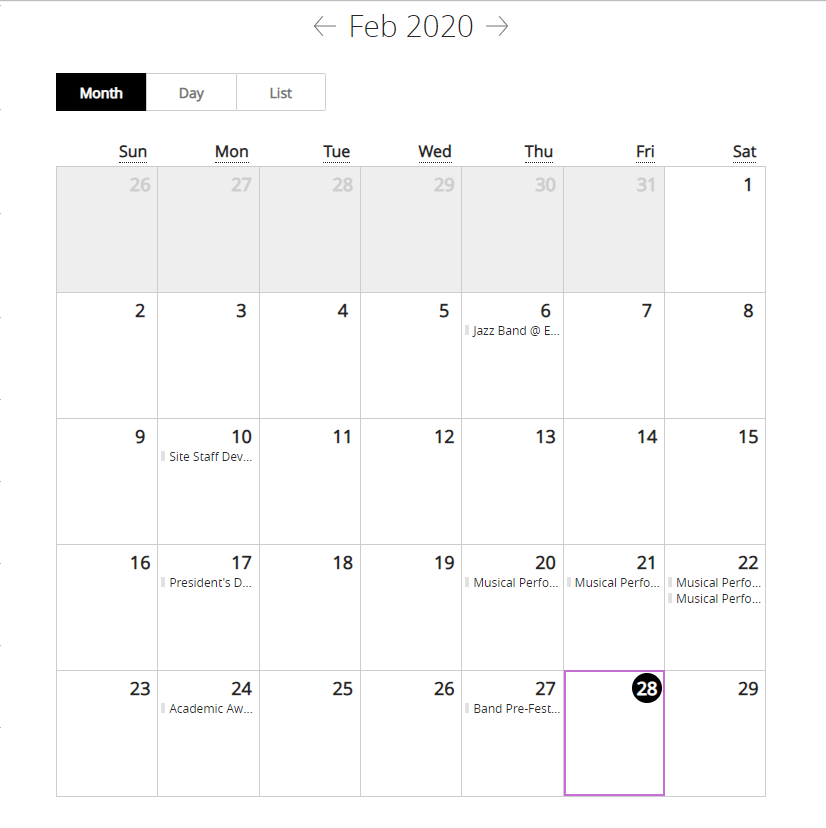 ← Feb 2020 →
Month Day List
Sun Mon Tue Wed Thu Fri Sat
26 27 28 29 30 31 1
2 3 4 5 6 7 8
Jazz Band @ E...
9 10 11 12 13 14 15
Site Staff Dev...
16 17 18 19 20 21 22
President's D... Musical Perfo... Musical Perfo... Musical Perfo...
Musical Perfo...
23 24 25 26 27 28 29
Academic Aw... Band Pre-Fest...